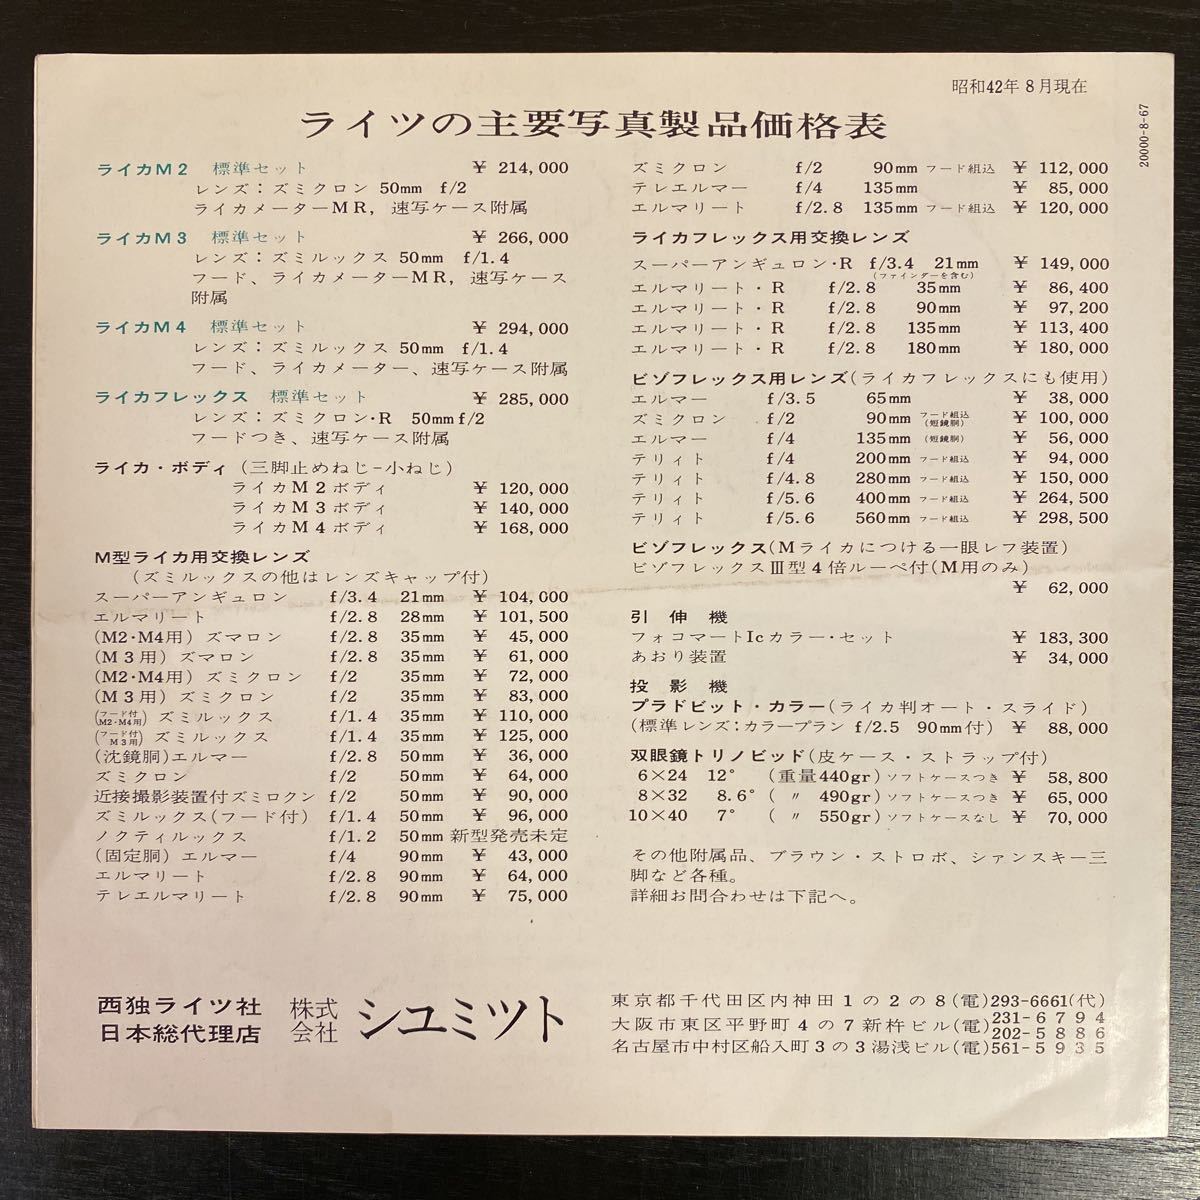 昭和42年8月現在
20000-8-67
ライツの主要写真製品価格表
ライカM2 標準セット ¥ 214,000
レンズ：ズミクロン 50mm f/2
ライカメーターMR，速写ケース附属
ライカM3 標準セット ¥ 266,000
レンズ：ズミルックス 50mm f/1.4
フード、ライカメーターMR，速写ケース
附属
ライカM4 標準セット ¥ 294,000
レンズ：ズミルックス 50mm f/1.4
フード、ライカメーター、速写ケース附属
ライカフレックス 標準セット ¥ 285,000
レンズ：ズミクロン・R 50mm f/2
フードつき、速写ケース附属
ライカ・ボディ（三脚止めねじ-小ねじ）
ライカM2ボディ ¥ 120,000
ライカM3ボディ ¥ 140,000
ライカM4ボディ ¥ 168,000
M型ライカ用交換レンズ
（ズミルックスの他はレンズキャップ付）
スーパーアンギュロン f/3.4 21mm ¥ 104,000
エルマリート f/2.8 28mm ¥ 101,500
(M2・M4用) ズマロン f/2.8 35mm ¥ 45,000
(M3用) ズマロン f/2.8 35mm ¥ 61,000
(M2・M4用) ズミクロン f/2 35mm ¥ 72,000
(M3用) ズミクロン f/2 35mm ¥ 83,000
(フード付 M2・M4用) ズミルックス f/1.4 35mm ¥ 110,000
(フード付 M3用) ズミルックス f/1.4 35mm ¥ 125,000
(沈鏡胴) エルマー f/2.8 50mm ¥ 36,000
ズミクロン f/2 50mm ¥ 64,000
近接撮影装置付ズミロクン f/2 50mm ¥ 90,000
ズミルックス(フード付) f/1.4 50mm ¥ 96,000
ノクティルックス f/1.2 50mm 新型発売未定
(固定胴) エルマー f/4 90mm ¥ 43,000
エルマリート f/2.8 90mm ¥ 64,000
テレエルマリート f/2.8 90mm ¥ 75,000
ズミクロン f/2 90mm フード組込 ¥ 112,000
テレエルマー f/4 135mm ¥ 85,000
エルマリート f/2.8 135mm フード組込 ¥ 120,000
ライカフレックス用交換レンズ
スーパーアンギュロン・R f/3.4 21mm ¥ 149,000
(ファインダーを含む)
エルマリート・R f/2.8 35mm ¥ 86,400
エルマリート・R f/2.8 90mm ¥ 97,200
エルマリート・R f/2.8 135mm ¥ 113,400
エルマリート・R f/2.8 180mm ¥ 180,000
ビゾフレックス用レンズ(ライカフレックスにも使用)
エルマー f/3.5 65mm ¥ 38,000
ズミクロン f/2 90mm フード組込 (短鏡胴) ¥ 100,000
エルマー f/4 135mm (短鏡胴) ¥ 56,000
テリィト f/4 200mm フード組込 ¥ 94,000
テリィト f/4.8 280mm フード組込 ¥ 150,000
テリィト f/5.6 400mm フード組込 ¥ 264,500
テリィト f/5.6 560mm フード組込 ¥ 298,500
ビゾフレックス(Mライカにつける一眼レフ装置)
ビゾフレックスⅢ型4倍ルーペ付(M用のみ)
¥ 62,000
引伸機
フォコマートIcカラー・セット ¥ 183,300
あおり装置 ¥ 34,000
投影機
プラドビット・カラー(ライカ判オート・スライド)
(標準レンズ：カラープラン f/2.5 90mm付) ¥ 88,000
双眼鏡トリノビッド(皮ケース・ストラップ付)
6×24 12° (重量440gr) ソフトケースつき ¥ 58,800
8×32 8.6° (〃 490gr) ソフトケースつき ¥ 65,000
10×40 7° (〃 550gr) ソフトケースなし ¥ 70,000
その他附属品、ブラウン・ストロボ、シァンスキー三
脚など各種。
詳細お問合わせは下記へ。
西独ライツ社
日本総代理店
株式会社 シユミツト
東京都千代田区内神田1の2の8(電)293-6661(代)
大阪市東区平野町4の7新杵ビル(電)231-6794
202-5886
名古屋市中村区船入町3の3湯浅ビル(電)561-5935